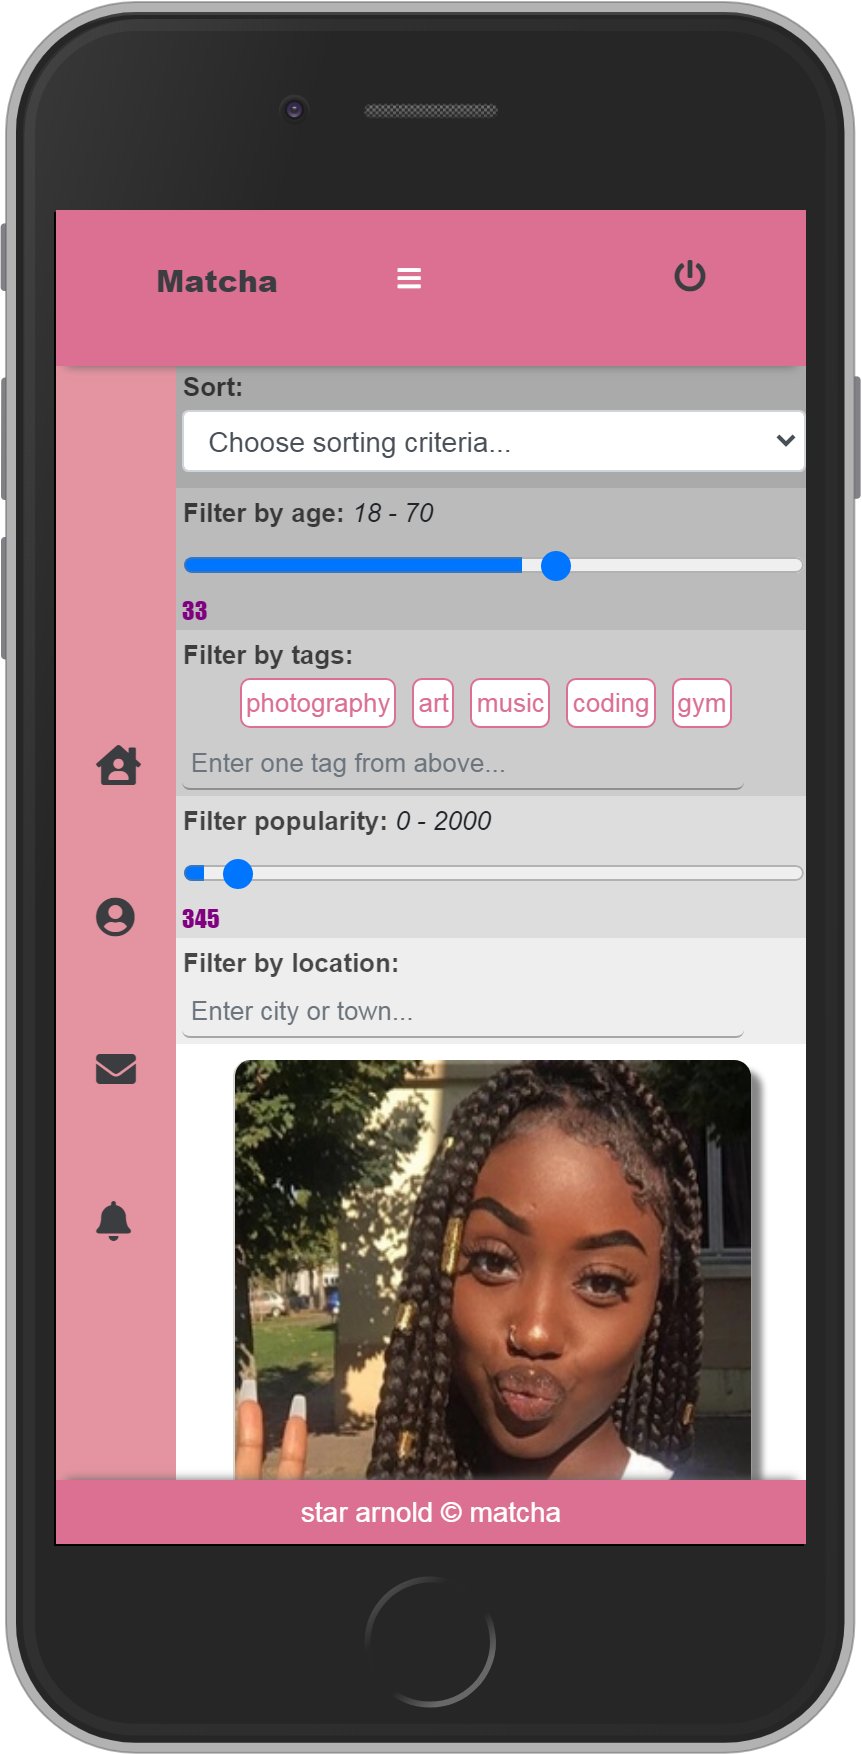 Matcha
Sort:
Choose sorting criteria...
Filter by age: 18 - 70
33
Filter by tags:
photography art music coding gym
Enter one tag from above...
Filter popularity: 0 - 2000
345
Filter by location:
Enter city or town...
star arnold © matcha